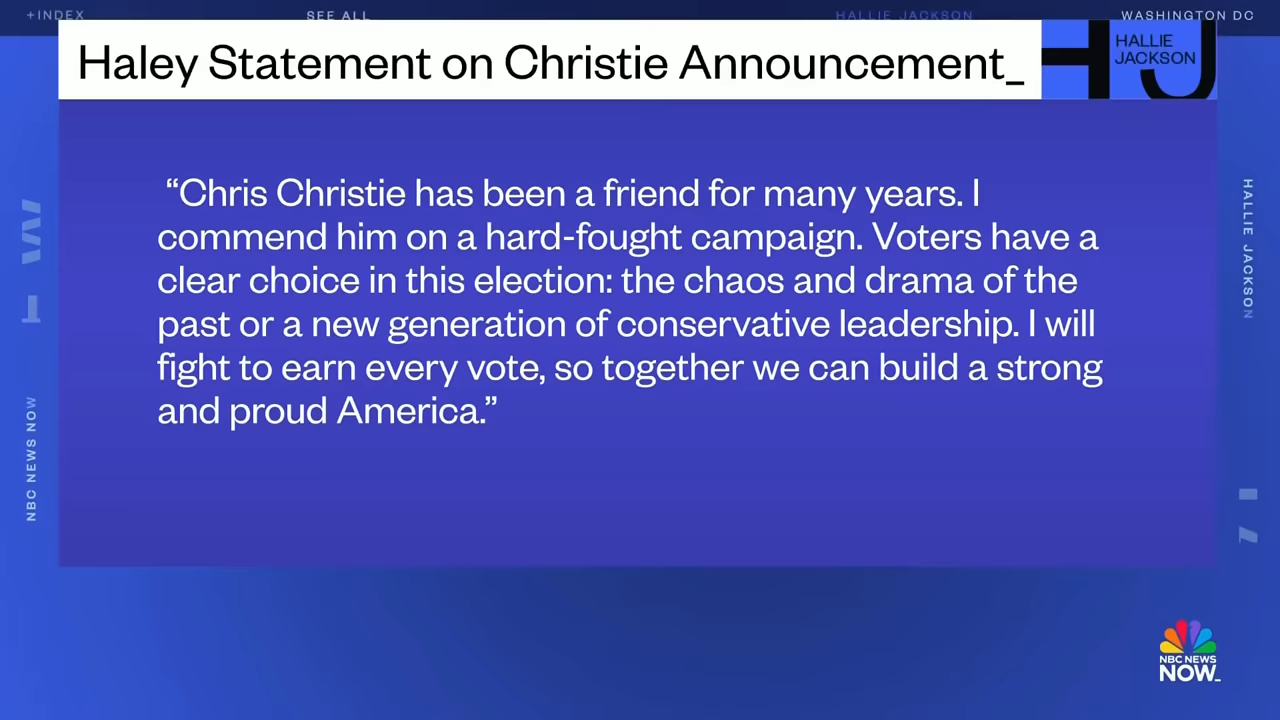 +INDEX
SEE ALL
HALLIE JACKSON
WASHINGTON DC
Haley Statement on Christie Announcement_
HJ
HALLIE
JACKSON
“Chris Christie has been a friend for many years. I
commend him on a hard-fought campaign. Voters have a
clear choice in this election: the chaos and drama of the
past or a new generation of conservative leadership. I will
fight to earn every vote, so together we can build a strong
and proud America.”
NBC NEWS NOW
HALLIE JACKSON
NBC NEWS
NOW_